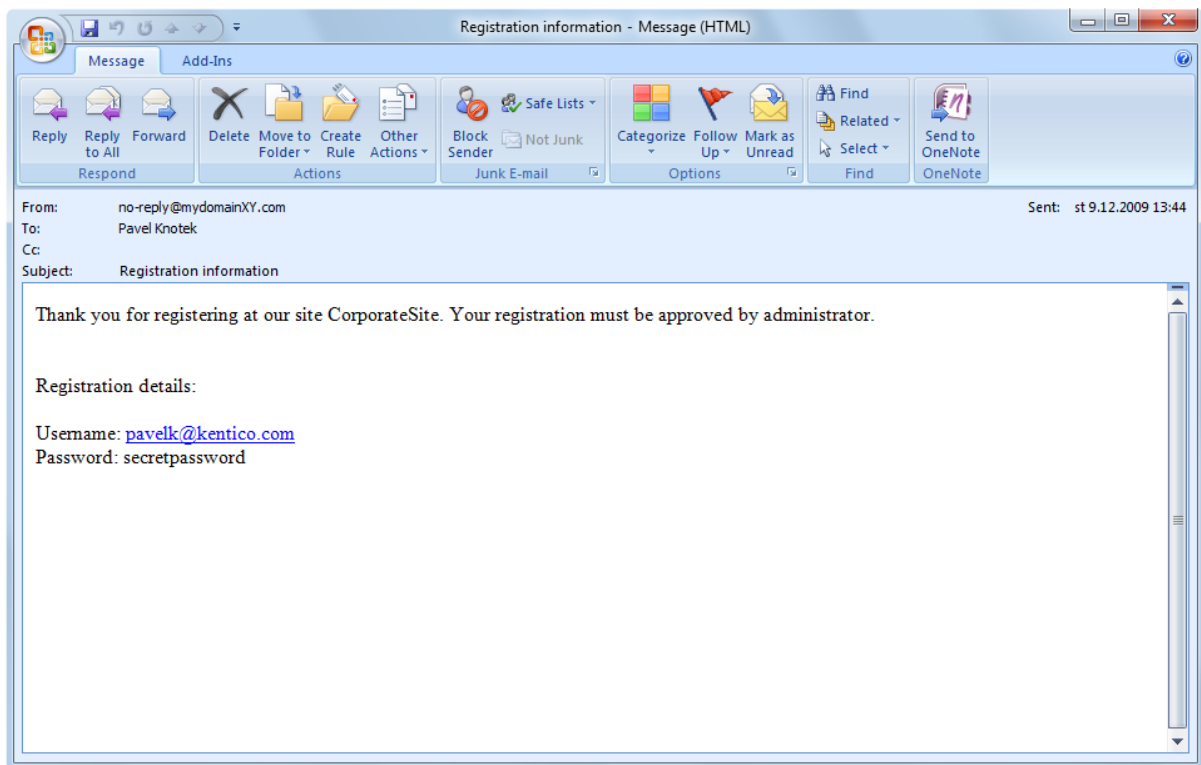 Registration information - Message (HTML)
Message Add-Ins
Reply Reply to All Forward Delete Move to Folder Create Rule Other Actions Block Sender Safe Lists Not Junk Categorize Follow Up Mark as Unread Find Related Select Send to OneNote
Respond Actions Junk E-mail Options Find OneNote
From: no-reply@mydomainXY.com Sent: st 9.12.2009 13:44
To: Pavel Knotek
Cc:
Subject: Registration information
Thank you for registering at our site CorporateSite. Your registration must be approved by administrator.
Registration details:
Username: pavelk@kentico.com
Password: secretpassword